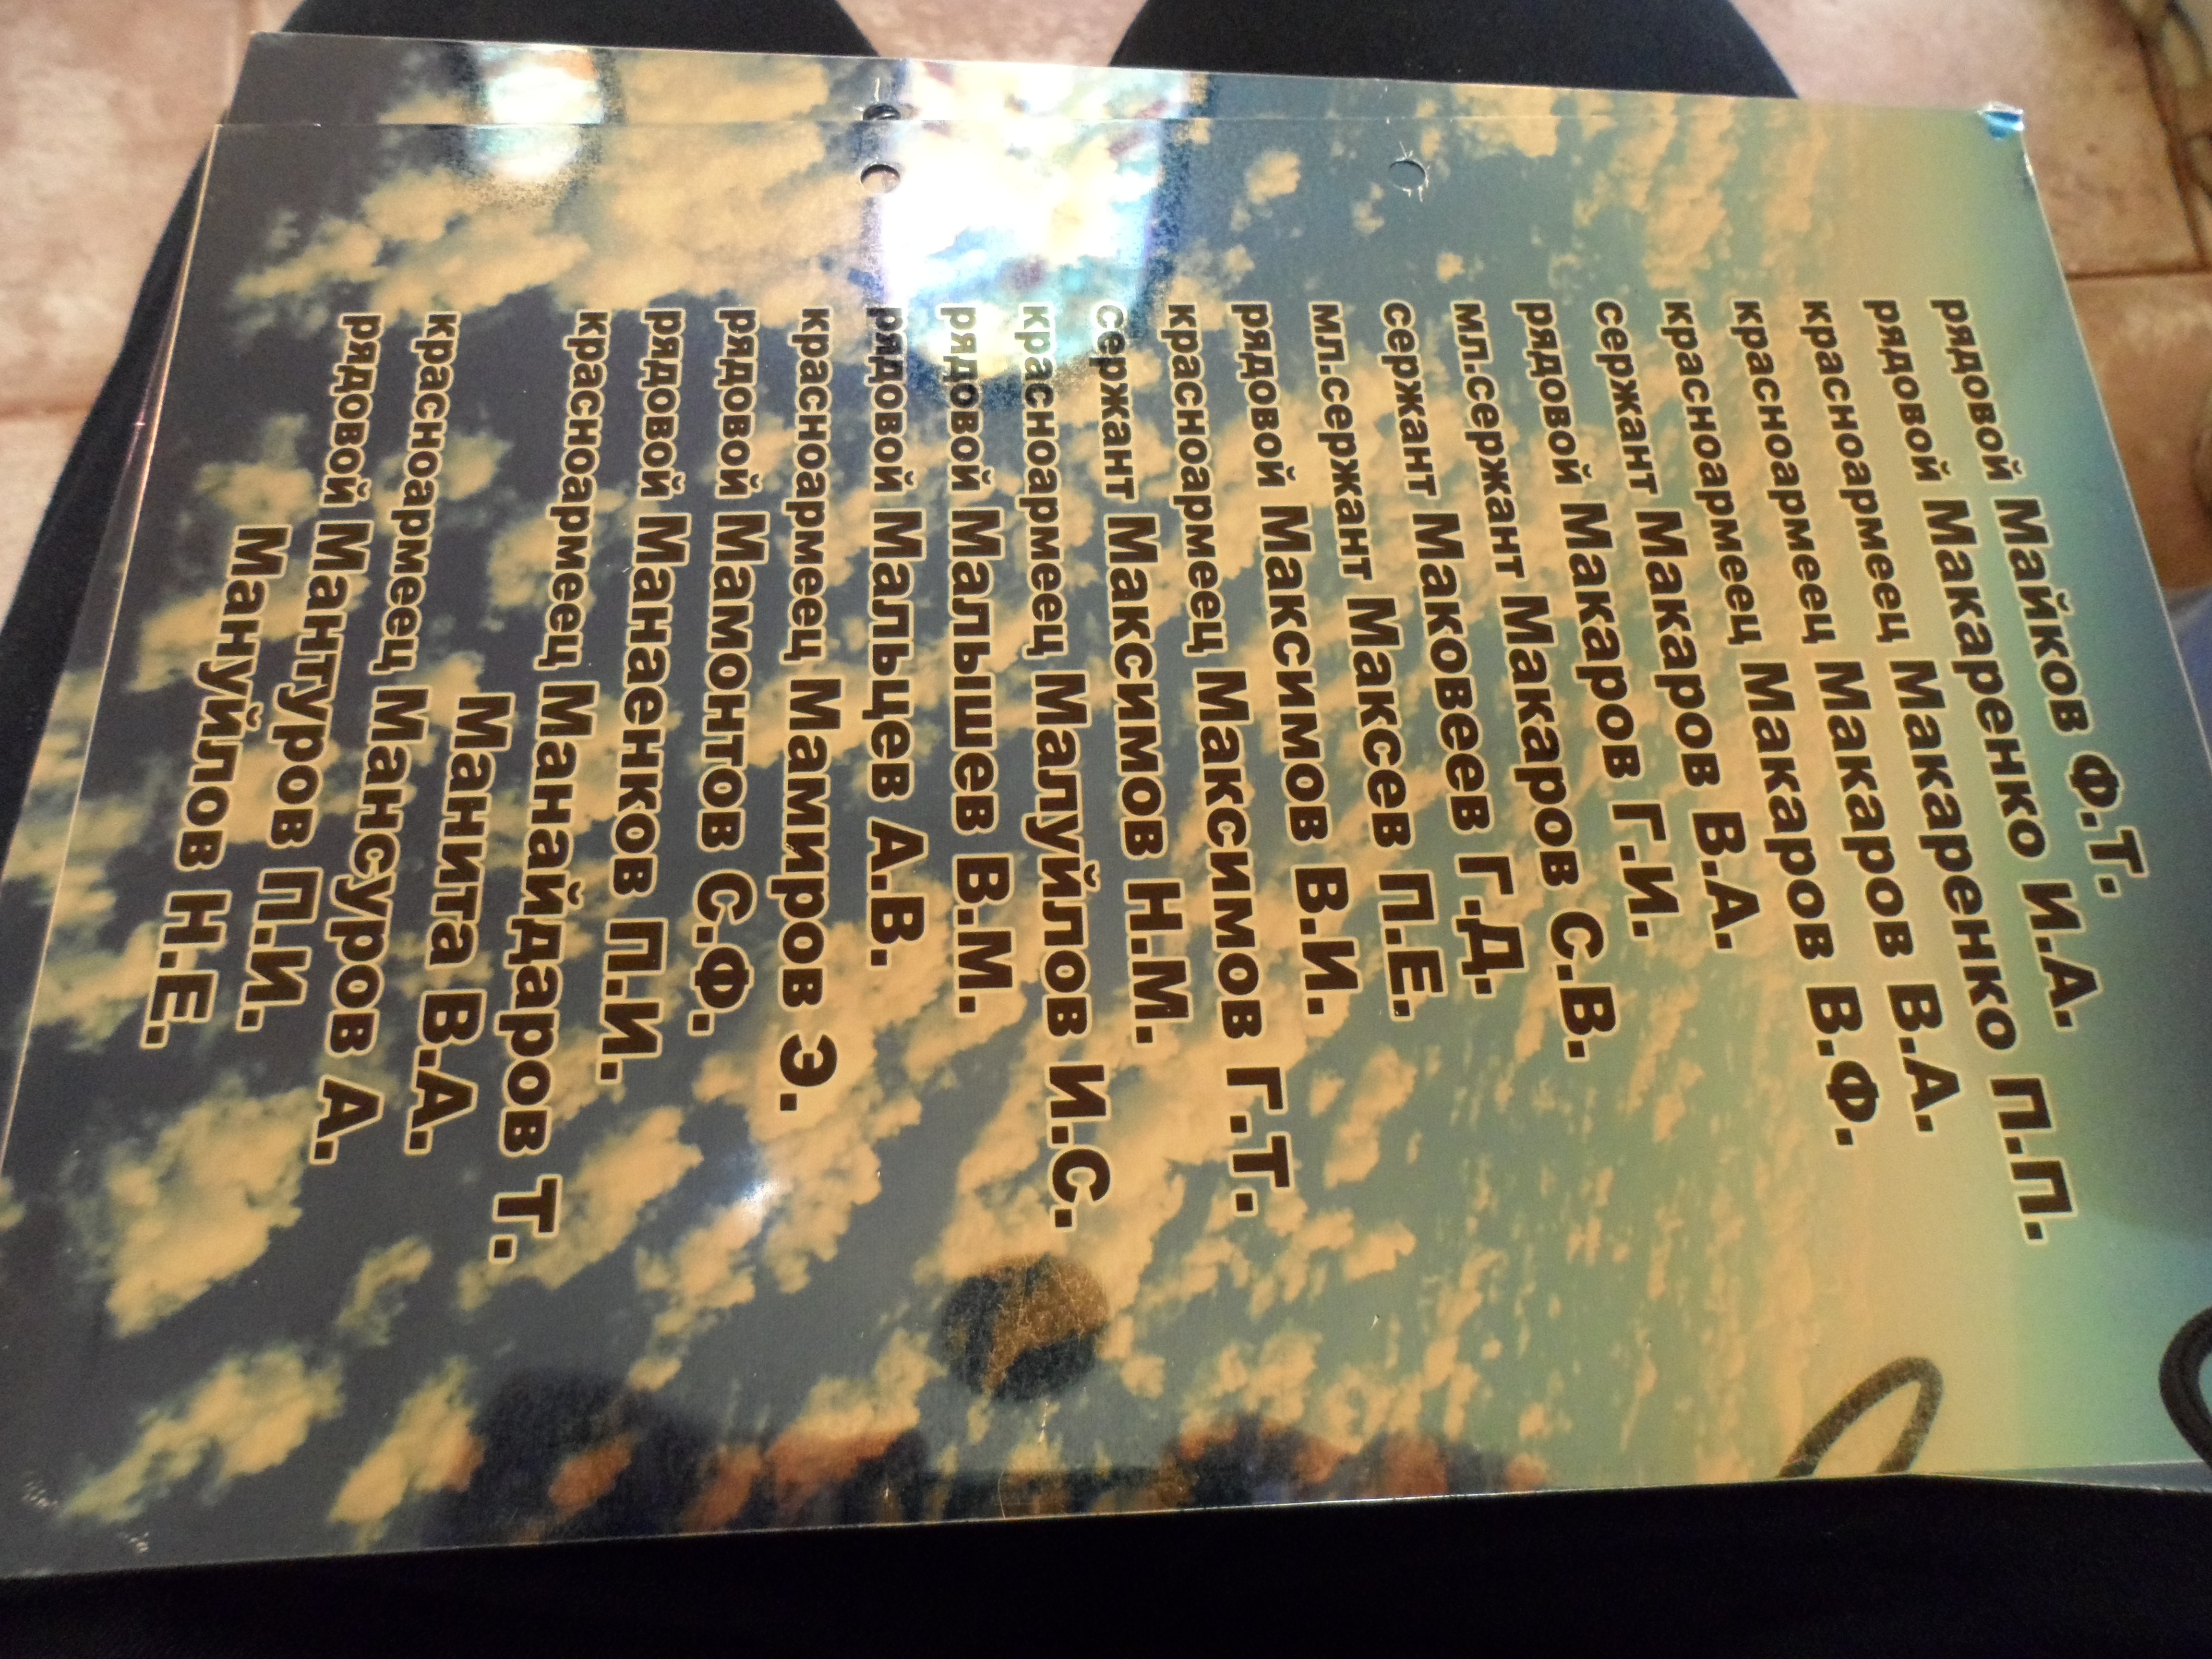 рядовой Майков Ф.Т.
рядовой Макаренко И.А.
красноармеец Макаренко П.П.
красноармеец Макаров В.А.
красноармеец Макаров В.Ф.
сержант Макаров В.А.
рядовой Макаров Г.И.
мл.сержант Макаров С.В.
сержант Маковеев Г.Д.
мл.сержант Максев П.Е.
рядовой Максимов В.И.
красноармеец Максимов Г.Т.
сержант Максимов Н.М.
красноармеец Малуйлов И.С.
рядовой Малышев В.М.
рядовой Мальцев А.В.
красноармеец Мамиров Э.
рядовой Мамонтов С.Ф.
рядовой Манаенков П.И.
красноармеец Манайдаров Т.
Манита В.А.
красноармеец Мансуров А.
рядовой Мантуров П.И.
Мануйлов Н.Е.